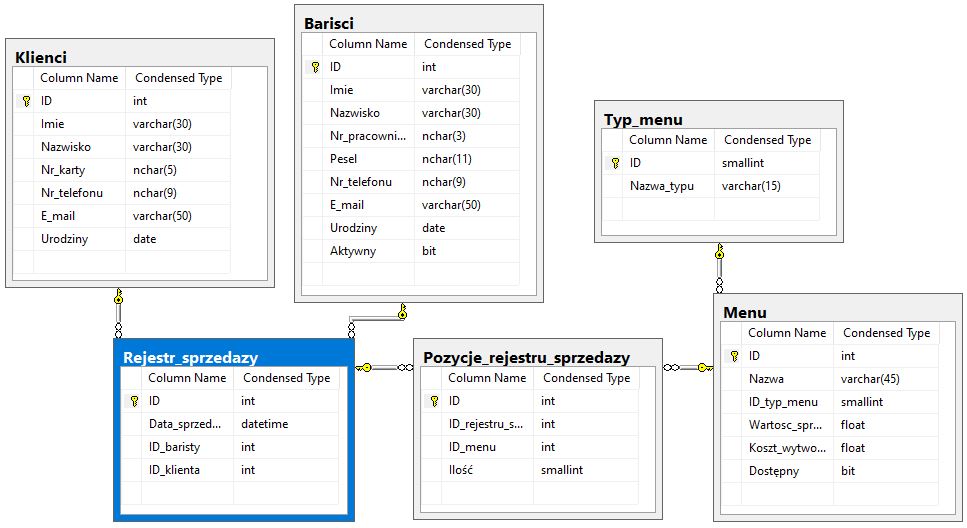 Klienci
Column Name Condensed Type
ID int
Imie varchar(30)
Nazwisko varchar(30)
Nr_karty nchar(5)
Nr_telefonu nchar(9)
E_mail varchar(50)
Urodziny date
Barisci
Column Name Condensed Type
ID int
Imie varchar(30)
Nazwisko varchar(30)
Nr_pracowni... nchar(3)
Pesel nchar(11)
Nr_telefonu nchar(9)
E_mail varchar(50)
Urodziny date
Aktywny bit
Typ_menu
Column Name Condensed Type
ID smallint
Nazwa_typu varchar(15)
Rejestr_sprzedazy
Column Name Condensed Type
ID int
Data_sprzed... datetime
ID_baristy int
ID_klienta int
Pozycje_rejestru_sprzedazy
Column Name Condensed Type
ID int
ID_rejestru_s... int
ID_menu int
Ilość smallint
Menu
Column Name Condensed Type
ID int
Nazwa varchar(45)
ID_typ_menu smallint
Wartosc_spr... float
Koszt_wytwo... float
Dostępny bit